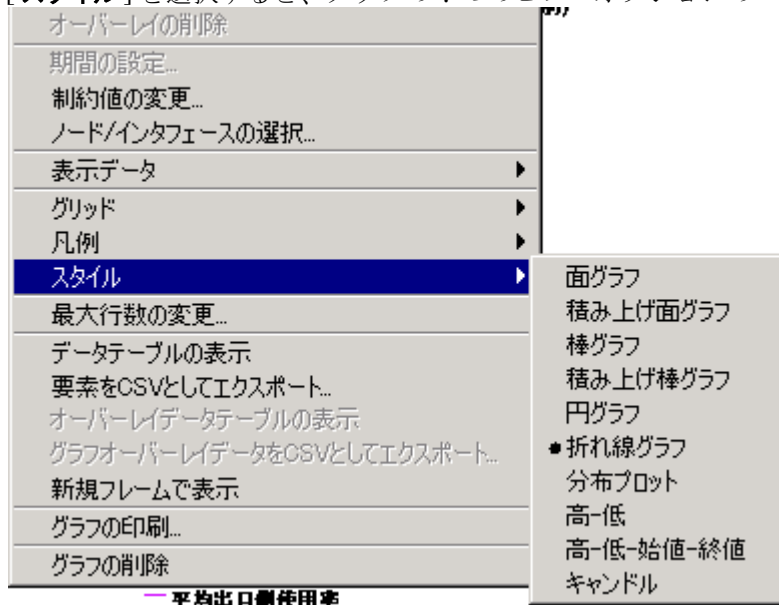 オーバーレイの削除
期間の設定...
制約値の変更...
ノード/インタフェースの選択...
表示データ
グリッド
凡例
スタイル
最大行数の変更...
データテーブルの表示
要素をCSVとしてエクスポート...
オーバーレイデータテーブルの表示
グラフオーバーレイデータをCSVとしてエクスポート...
新規フレームで表示
グラフの印刷...
グラフの削除
面グラフ
積み上げ面グラフ
棒グラフ
積み上げ棒グラフ
円グラフ
折れ線グラフ
分布プロット
高-低
高-低-始値-終値
キャンドル
平均出口側使用率